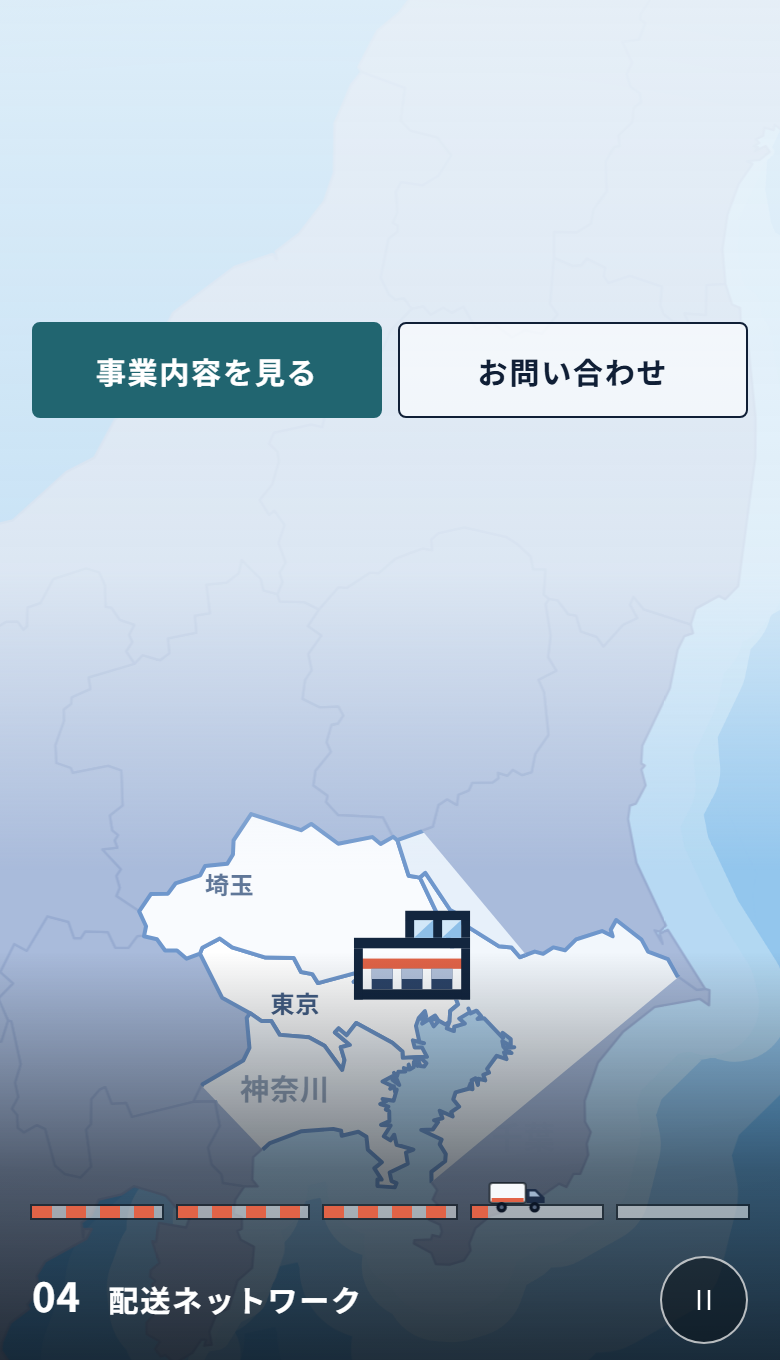 事業内容を見る
お問い合わせ
埼玉
東京
神奈川
04 配送ネットワーク